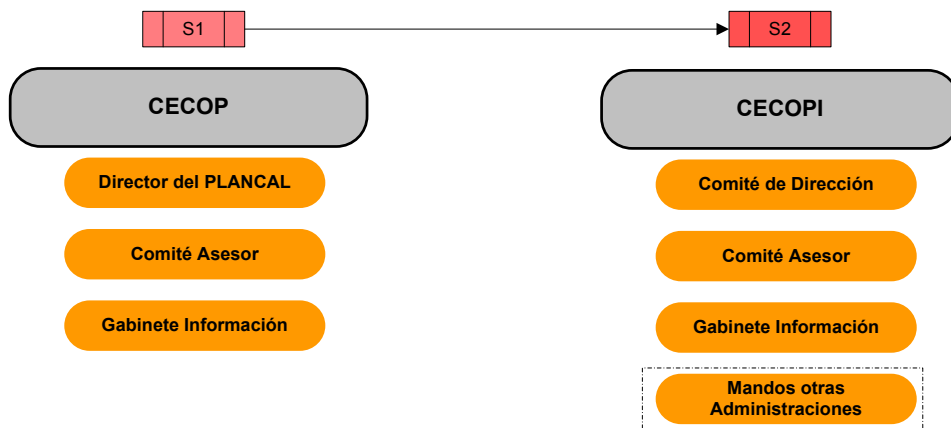 S1
S2
CECOP
CECOPI
Director del PLANCAL
Comité de Dirección
Comité Asesor
Comité Asesor
Gabinete Información
Gabinete Información
Mandos otras
Administraciones